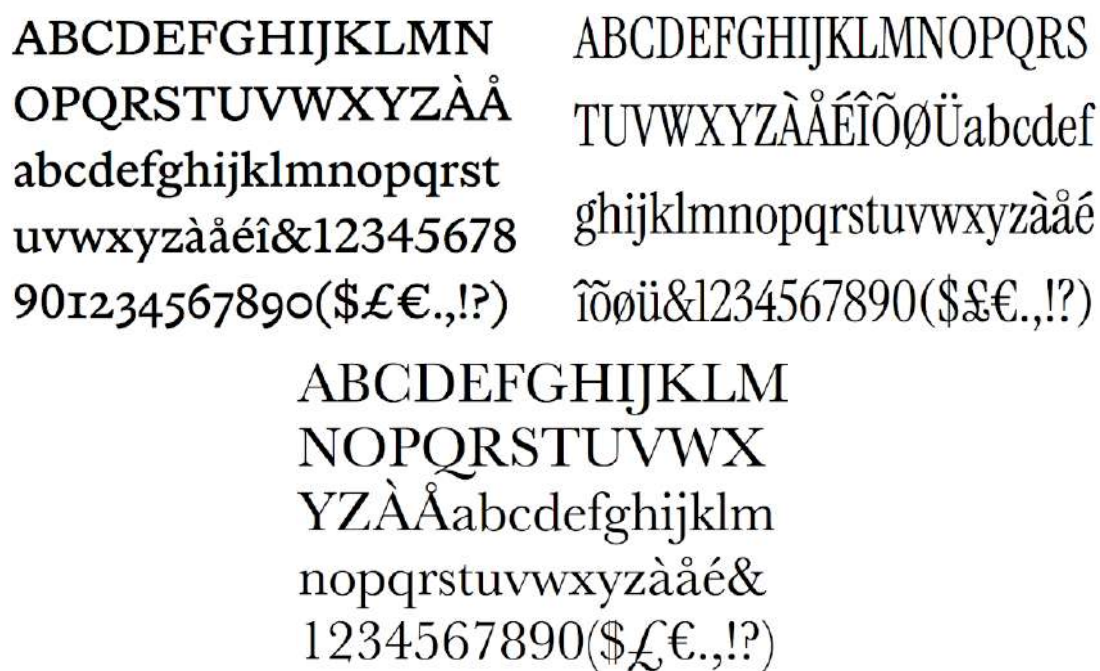 ABCDEFGHIJKLMN
OPQRSTUVWXYZÀÅ
abcdefghijklmnopqrst
uvwxyzàåéî&12345678
901234567890($£€.,!?)
ABCDEFGHIJKLMNOPQRS
TUVWXYZÀÅÉÎÕØÜabcdef
ghijklmnopqrstuvwxyzàåé
îõøü&1234567890($£€.,!?)
ABCDEFGHIJKLM
NOPQRSTUVWX
YZÀÅabcdefghijklm
nopqrstuvwxyzàåé&
1234567890($£€.,!?)